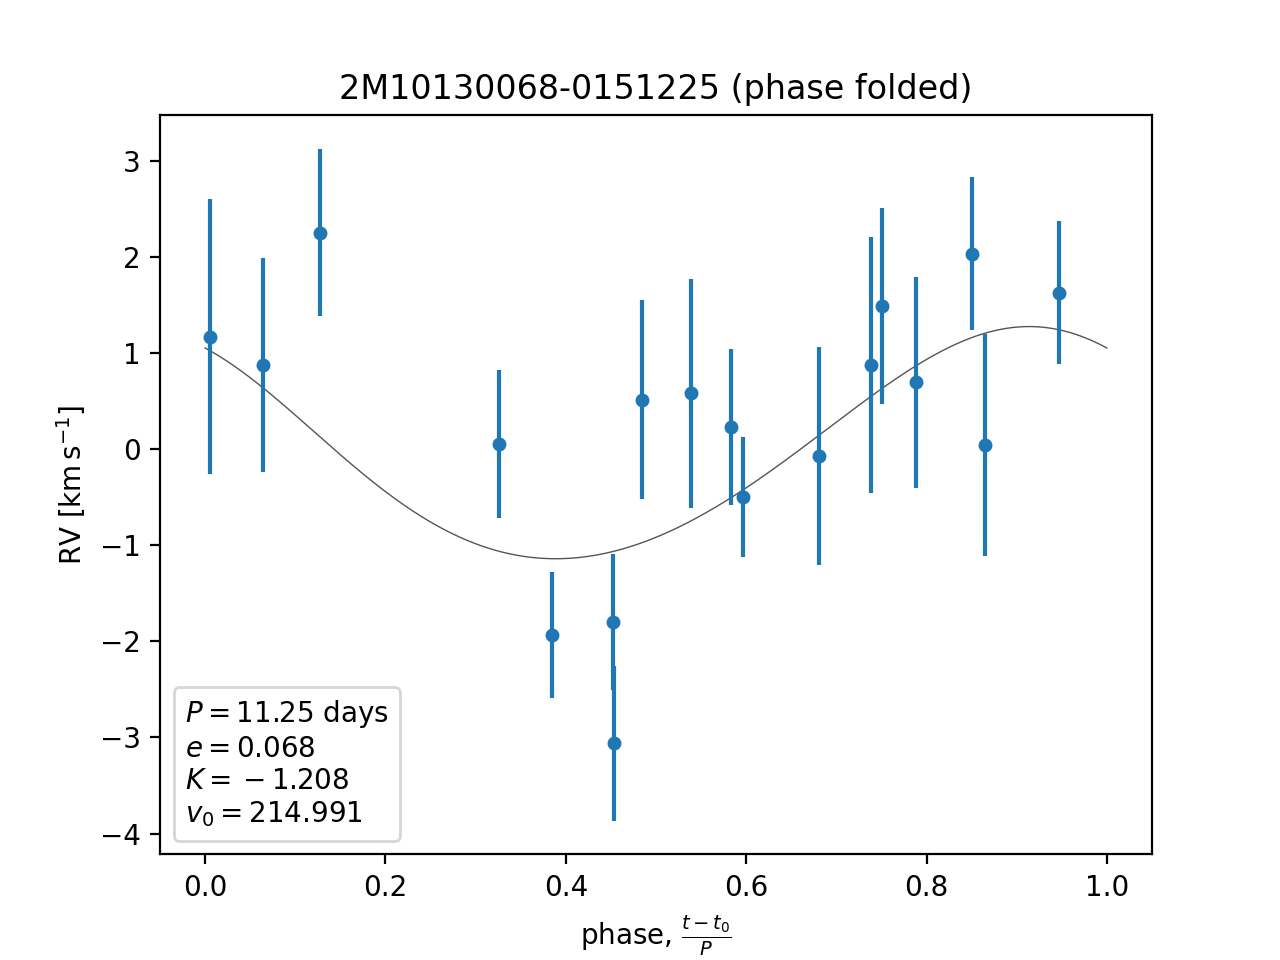 2M10130068-0151225 (phase folded)
RV [km s⁻¹]
3
2
1
0
−1
−2
−3
−4
P = 11.25 days
e = 0.068
K = −1.208
v₀ = 214.991
0.0 0.2 0.4 0.6 0.8 1.0
phase, (t − t₀)/P